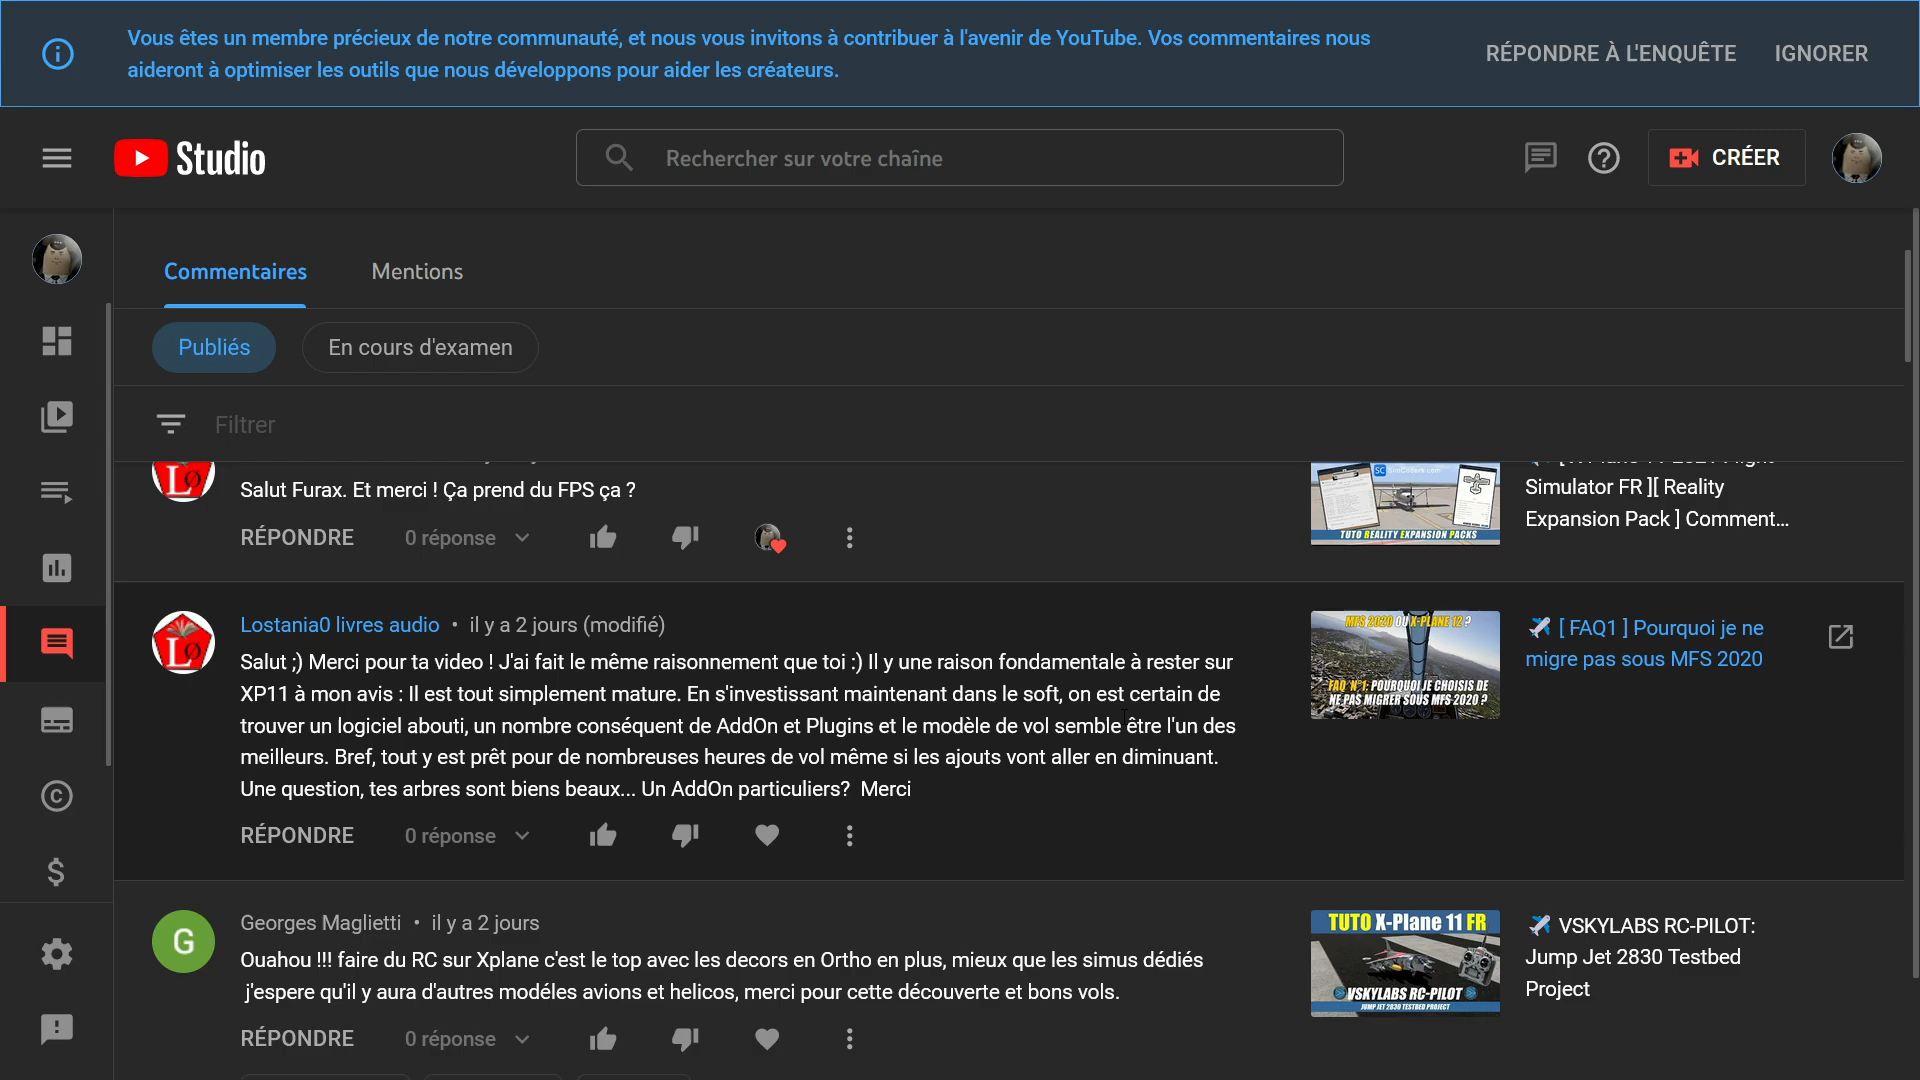 Vous êtes un membre précieux de notre communauté, et nous vous invitons à contribuer à l'avenir de YouTube. Vos commentaires nous
aideront à optimiser les outils que nous développons pour aider les créateurs.
RÉPONDRE À L'ENQUÊTE
IGNORER
Studio
Rechercher sur votre chaîne
CRÉER
Commentaires
Mentions
Publiés
En cours d'examen
Filtrer
Salut Furax. Et merci ! Ça prend du FPS ça ?
RÉPONDRE
0 réponse
TUTO REALITY EXPANSION PACKS
Simulator FR ][ Reality
Expansion Pack ] Comment...
Lostania0 livres audio • il y a 2 jours (modifié)
Salut ;) Merci pour ta video ! J'ai fait le même raisonnement que toi :) Il y une raison fondamentale à rester sur
XP11 à mon avis : Il est tout simplement mature. En s'investissant maintenant dans le soft, on est certain de
trouver un logiciel abouti, un nombre conséquent de AddOn et Plugins et le modèle de vol semble être l'un des
meilleurs. Bref, tout y est prêt pour de nombreuses heures de vol même si les ajouts vont aller en diminuant.
Une question, tes arbres sont biens beaux... Un AddOn particuliers? Merci
RÉPONDRE
0 réponse
MFS 2020 OU X-PLANE 12 ?
FAQ N°1: POURQUOI JE CHOISIS DE
NE PAS MIGRER SOUS MFS 2020 ?
[ FAQ1 ] Pourquoi je ne
migre pas sous MFS 2020
G
Georges Maglietti • il y a 2 jours
Ouahou !!! faire du RC sur Xplane c'est le top avec les decors en Ortho en plus, mieux que les simus dédiés
j'espere qu'il y aura d'autres modéles avions et helicos, merci pour cette découverte et bons vols.
RÉPONDRE
0 réponse
TUTO X-Plane 11 FR
VSKYLABS RC-PILOT
JUMP JET 2830 TESTBED PROJECT
VSKYLABS RC-PILOT:
Jump Jet 2830 Testbed
Project